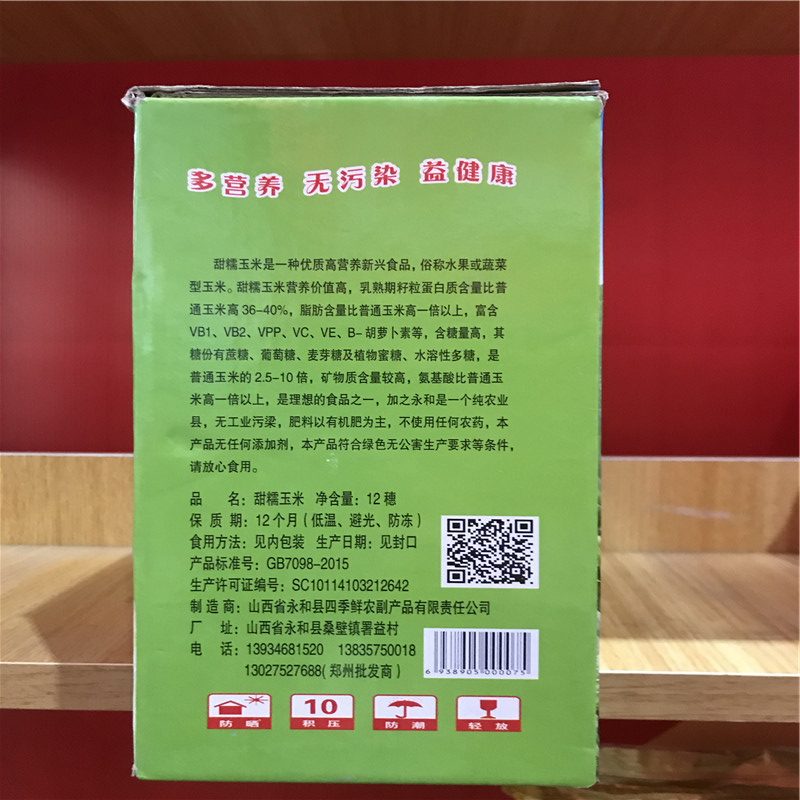 多营养 无污染 益健康
甜糯玉米是一种优质高营养新兴食品，俗称水果或蔬菜
型玉米。甜糯玉米营养价值高，乳熟期籽粒蛋白质含量比普
通玉米高36-40%，脂肪含量比普通玉米高一倍以上，富含
VB1、VB2、VPP、VC、VE、B-胡萝卜素等，含糖量高，其
糖份有蔗糖、葡萄糖、麦芽糖及植物蜜糖、水溶性多糖，是
普通玉米的2.5-10倍，矿物质含量较高，氨基酸比普通玉
米高一倍以上，是理想的食品之一，加之永和是一个纯农业
县，无工业污梁，肥料以有机肥为主，不使用任何农药，本
产品无任何添加剂，本产品符合绿色无公害生产要求等条件，
请放心食用。
品 名：甜糯玉米 净含量：12穗
保质期：12个月（低温、避光、防冻）
食用方法：见内包装 生产日期：见封口
产品标准号：GB7098-2015
生产许可证编号：SC10114103212642
制造商：山西省永和县四季鲜农副产品有限责任公司
厂 址：山西省永和县桑壁镇署益村
电 话：13934681520 13835750018
13027527688（郑州批发商）
6 938905 000075
10
防晒 积压 防潮 轻放